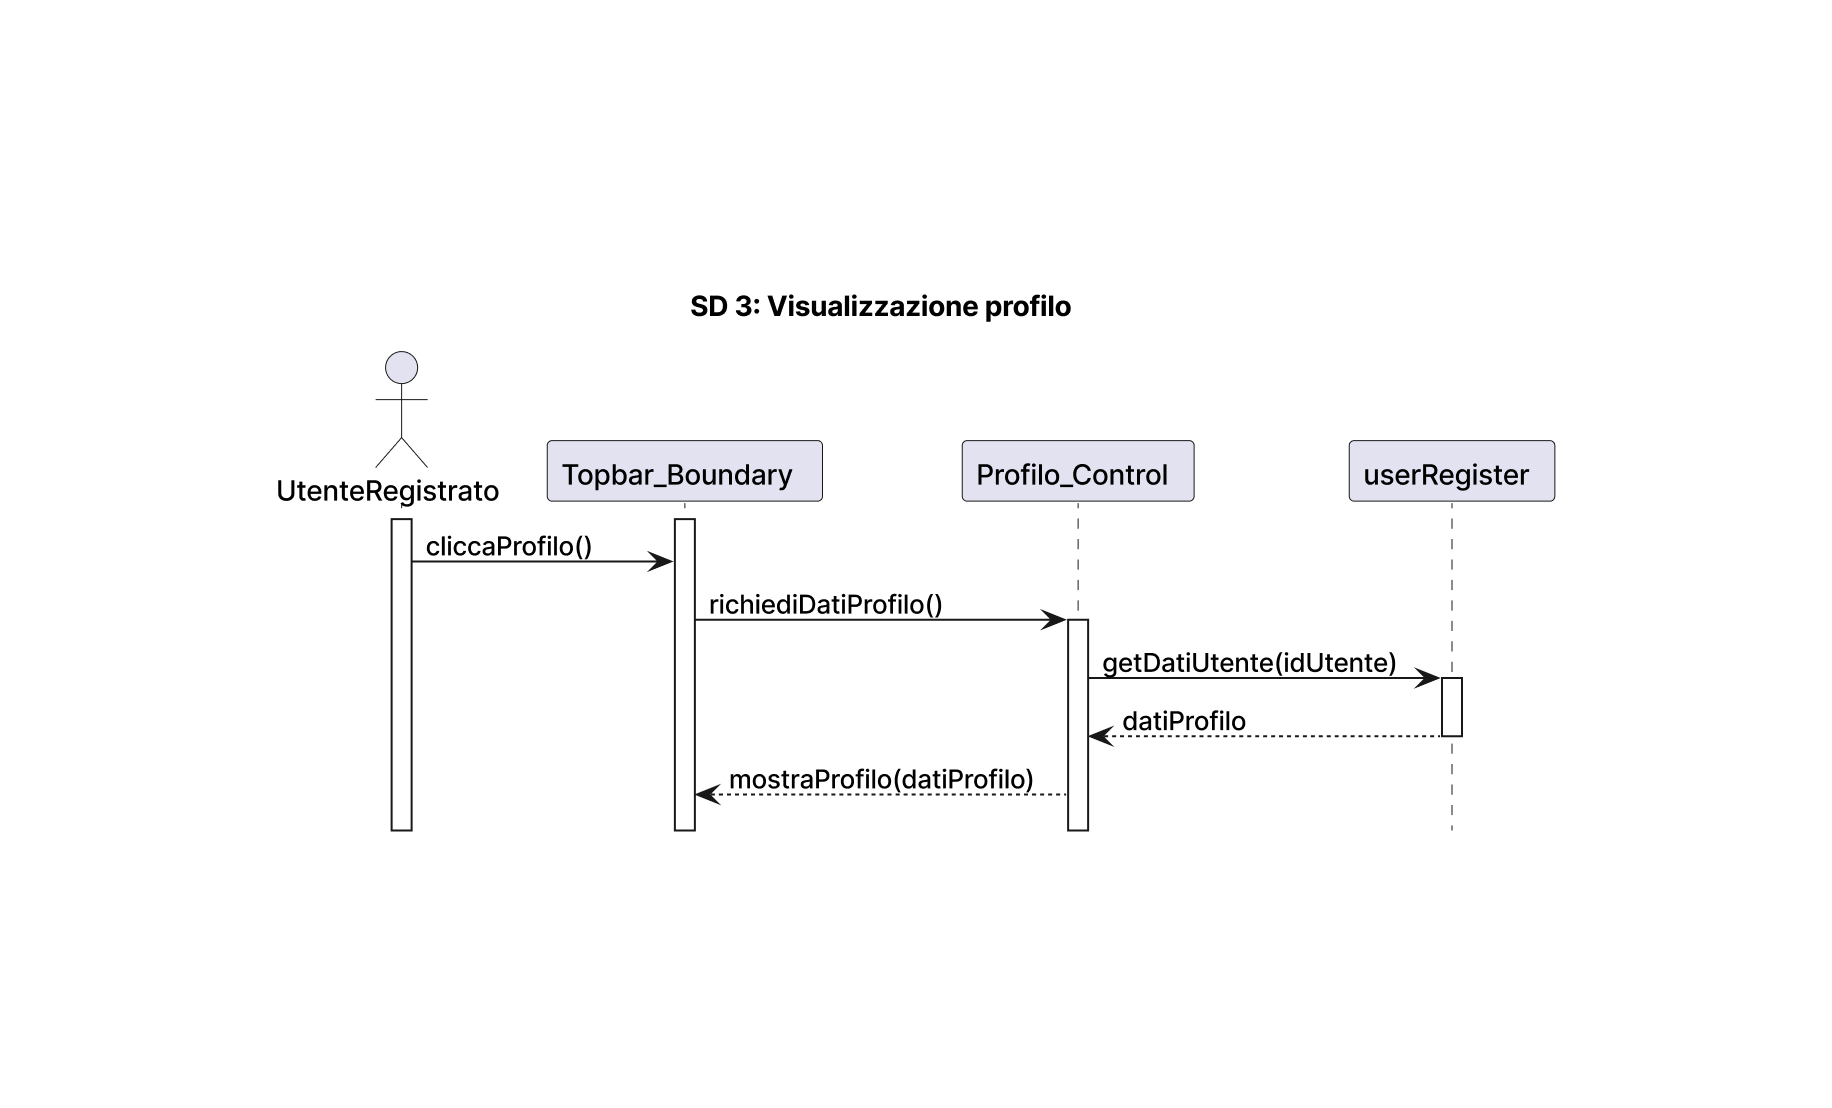 SD 3: Visualizzazione profilo
UtenteRegistrato
Topbar_Boundary
Profilo_Control
userRegister
cliccaProfilo()
richiediDatiProfilo()
getDatiUtente(idUtente)
datiProfilo
mostraProfilo(datiProfilo)